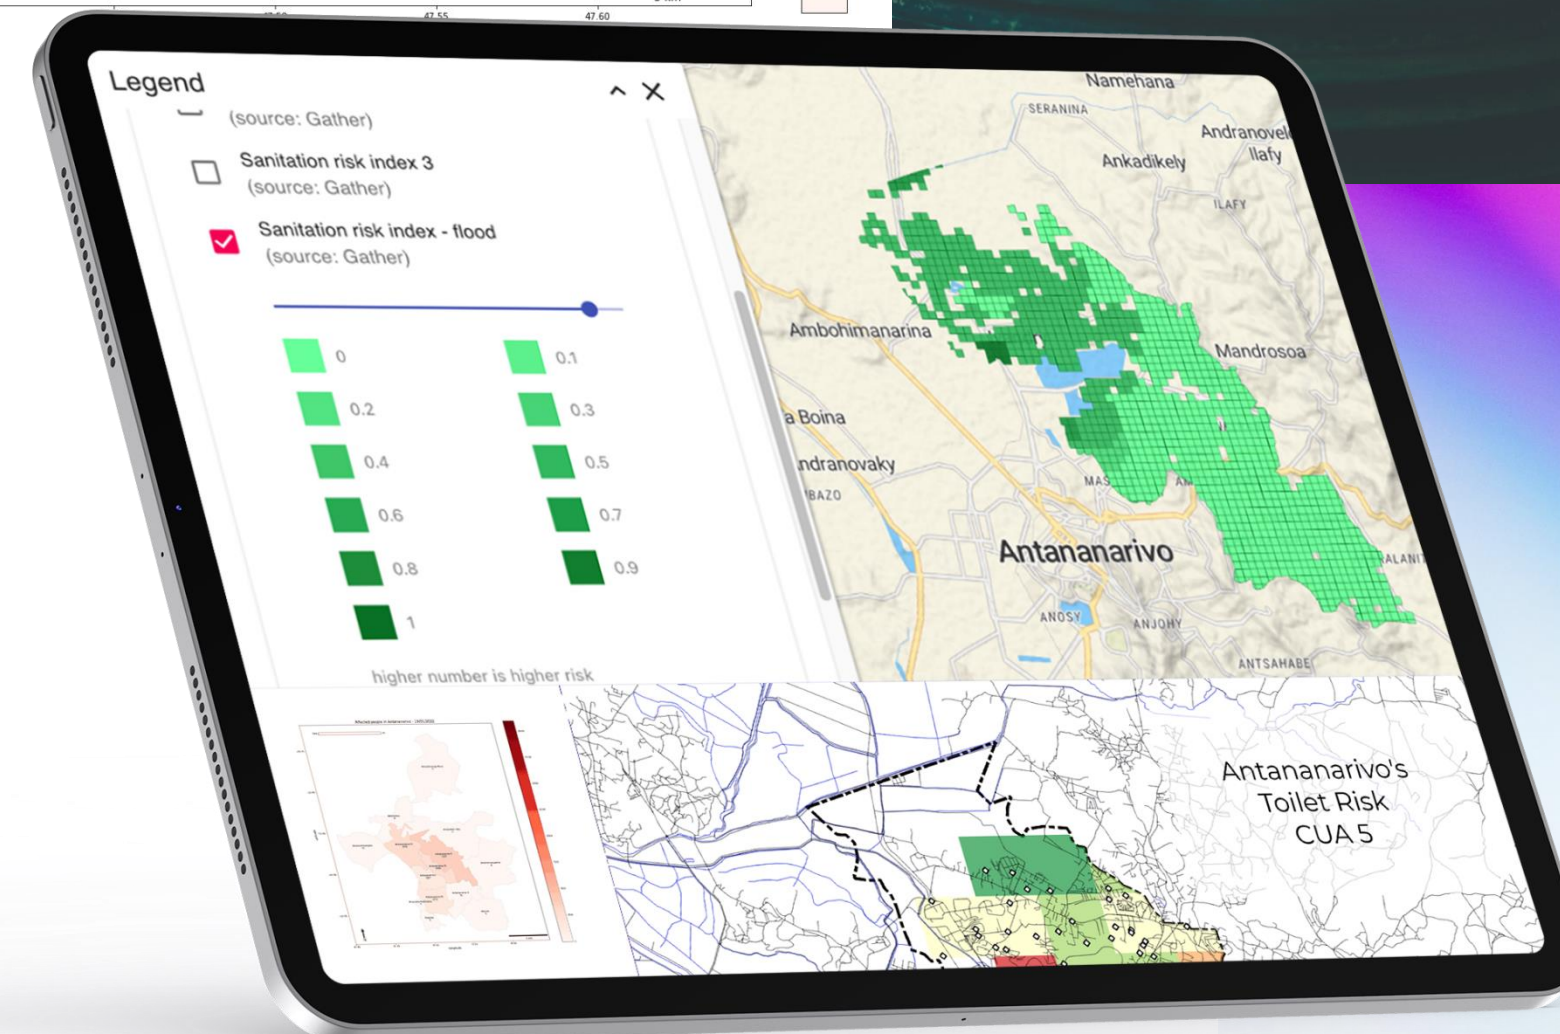 47.55
47.60
Legend
(source: Gather)
Sanitation risk index 3
(source: Gather)
Sanitation risk index - flood
(source: Gather)
0
0.1
0.2
0.3
0.4
0.5
0.6
0.7
0.8
0.9
1
higher number is higher risk
Namehana
SERANINA
Ankadikely
Ilafy
ILAFY
Ambohimanarina
Mandrosoa
a Boina
ndranovaky
BAZO
MAS
Antananarivo
ANOSY
ANJOHY
ANTSAHABE
Antananarivo's
Toilet Risk
CUA 5